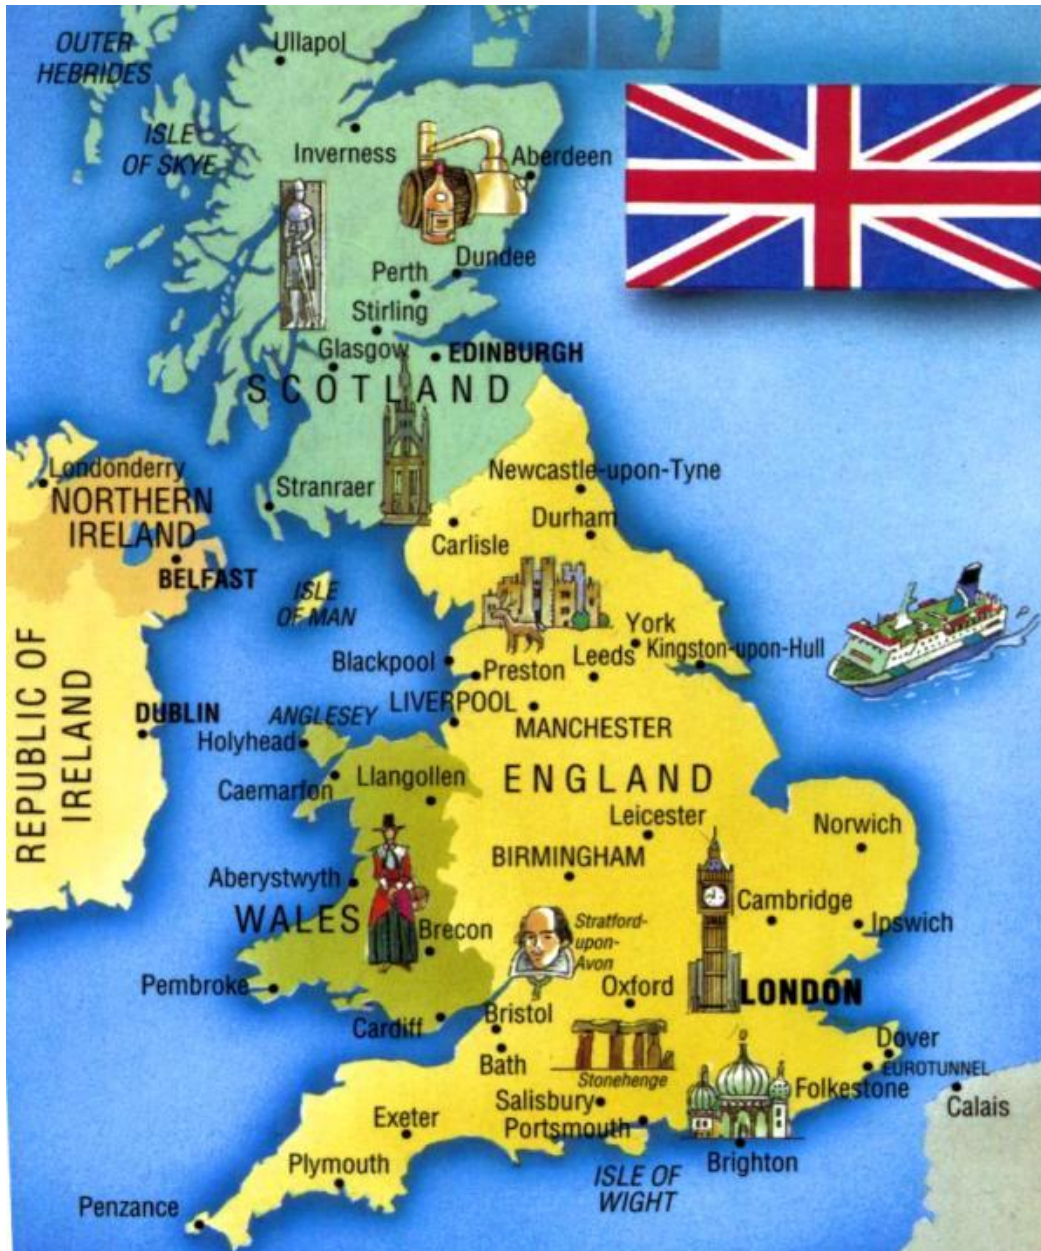 OUTER
HEBRIDES
Ullapol
ISLE
OF SKYE
Inverness
Aberdeen
Dundee
Perth
Stirling
Glasgow
EDINBURGH
SCOTLAND
Londonderry
NORTHERN
IRELAND
BELFAST
Stranraer
Newcastle-upon-Tyne
Durham
Carlisle
ISLE
OF MAN
York
Kingston-upon-Hull
Leeds
Blackpool
Preston
REPUBLIC OF
IRELAND
DUBLIN
ANGLESEY
LIVERPOOL
MANCHESTER
Holyhead
Caemarfon
Llangollen
ENGLAND
Leicester
Norwich
BIRMINGHAM
Aberystwyth
WALES
Brecon
Stratford-
upon-
Avon
Cambridge
Ipswich
Pembroke
Oxford
LONDON
Cardiff
Bristol
Bath
Stonehenge
Dover
EUROTUNNEL
Folkestone
Calais
Salisbury
Portsmouth
Exeter
Brighton
Plymouth
ISLE OF
WIGHT
Penzance